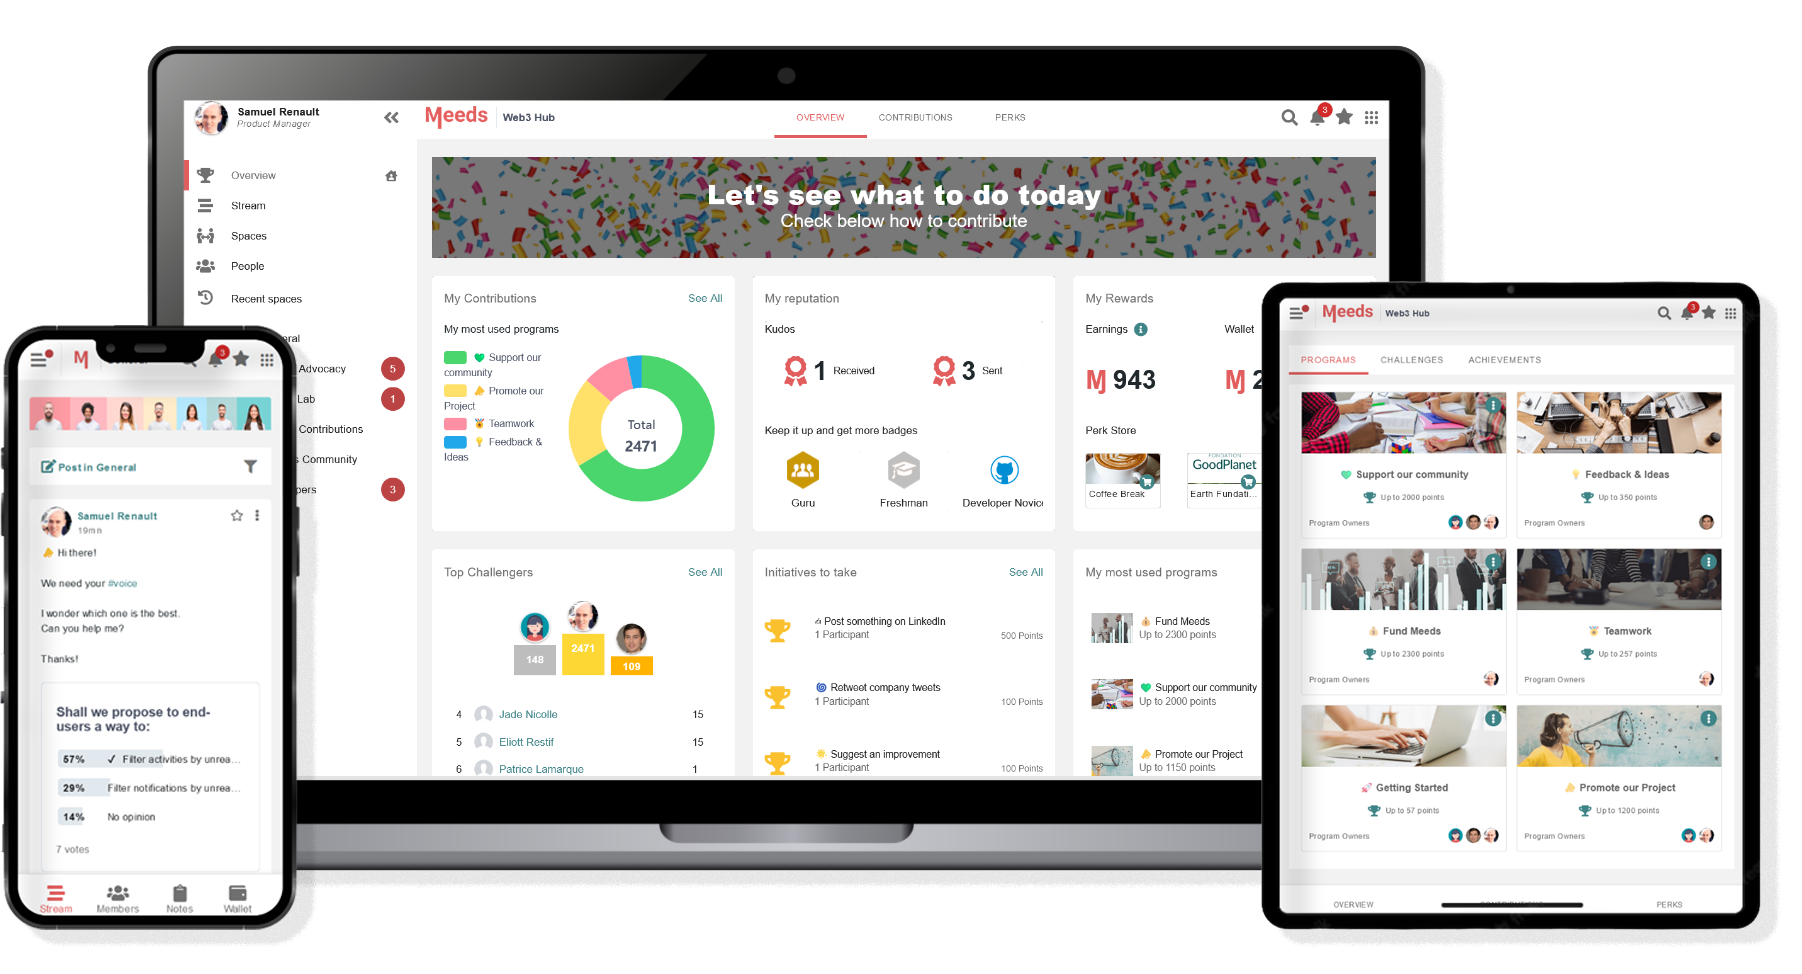 Samuel Renault
Product Manager
Meeds
Web3 Hub
OVERVIEW
CONTRIBUTIONS
PERKS
3
Overview
Stream
Spaces
People
Recent spaces
Advocacy
5
Lab
1
Contributions
Community
3
Let's see what to do today
Check below how to contribute
My Contributions
See All
My most used programs
Support our
community
Promote our
Project
Teamwork
Feedback &
Ideas
Total
2471
My reputation
Kudos
1 Received
3 Sent
Keep it up and get more badges
Guru
Freshman
Developer Novice
My Rewards
Earnings
Wallet
943
2
Perk Store
FONDATION
GoodPlanet
Coffee Break
Earth Fundati...
Top Challengers
See All
148
2471
109
4 Jade Nicolle 15
5 Eliott Restif 15
6 Patrice Lamarque 1
Initiatives to take
See All
Post something on LinkedIn
1 Participant
500 Points
Retweet company tweets
1 Participant
100 Points
Suggest an improvement
1 Participant
100 Points
My most used programs
Fund Meeds
Up to 2300 points
Support our community
Up to 2000 points
Promote our Project
Up to 1150 points
3
Post in General
Samuel Renault
19mn
Hi there!
We need your #voice
I wonder which one is the best.
Can you help me?
Thanks!
Shall we propose to end-
users a way to:
57% ✓ Filter activities by unrea...
29% Filter notifications by unrea...
14% No opinion
7 votes
Stream
Members
Notes
Wallet
Meeds
Web3 Hub
3
PROGRAMS
CHALLENGES
ACHIEVEMENTS
Support our community
Up to 2000 points
Program Owners
Feedback & Ideas
Up to 350 points
Program Owners
Fund Meeds
Up to 2300 points
Program Owners
Teamwork
Up to 257 points
Program Owners
Getting Started
Up to 57 points
Program Owners
Promote our Project
Up to 1200 points
Program Owners
OVERVIEW
PERKS